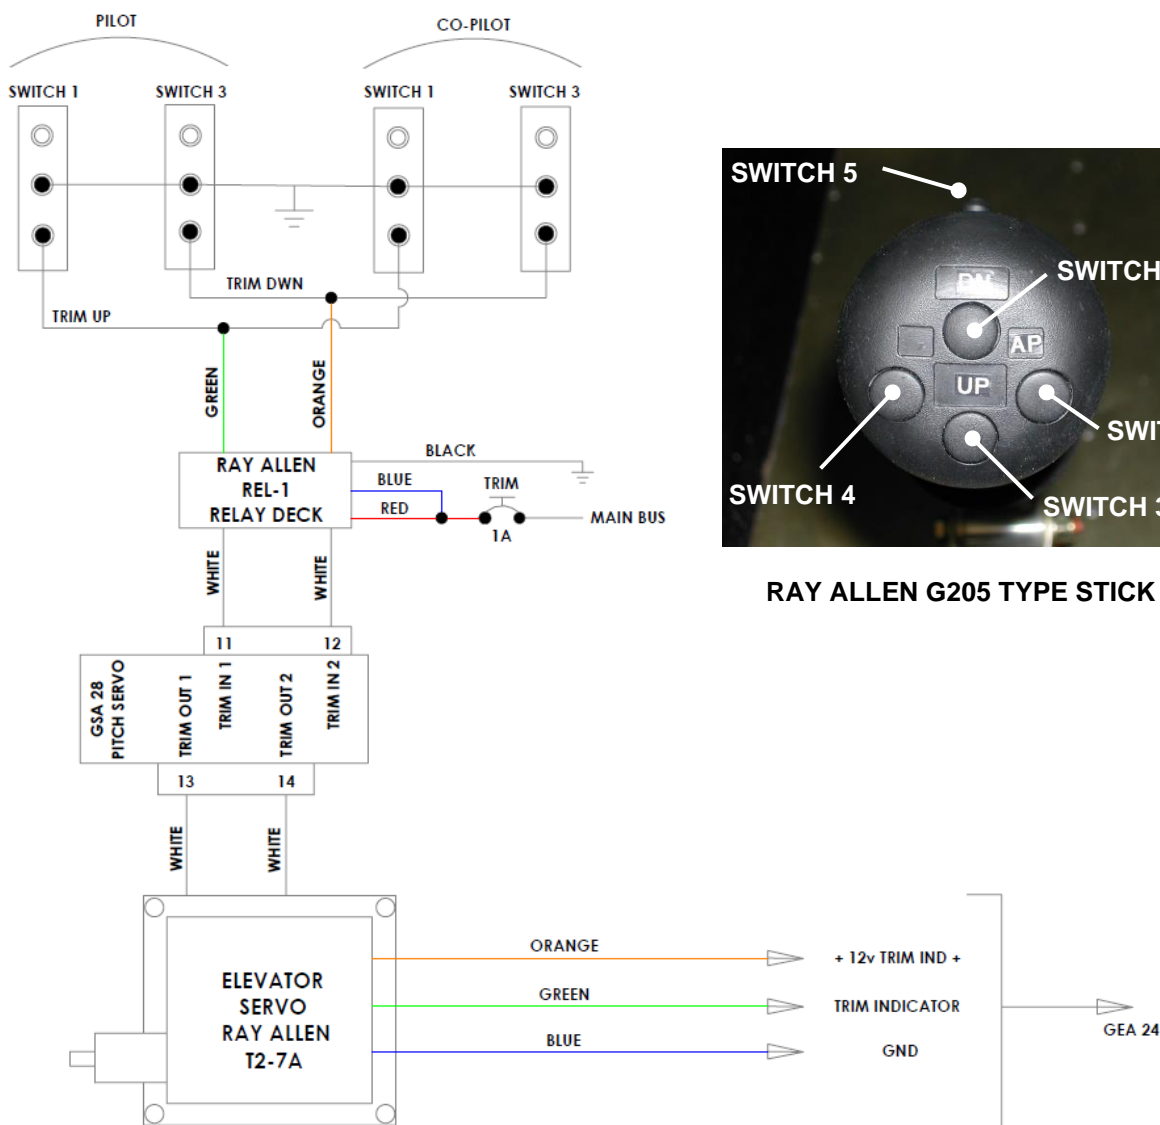 PILOT
CO-PILOT
SWITCH 1
SWITCH 3
SWITCH 1
SWITCH 3
TRIM DWN
TRIM UP
GREEN
ORANGE
RAY ALLEN
REL-1
RELAY DECK
BLACK
BLUE
RED
TRIM
1A
MAIN BUS
WHITE
WHITE
11
12
GSA 28
PITCH SERVO
TRIM OUT 1
TRIM IN 1
TRIM OUT 2
TRIM IN 2
13
14
WHITE
WHITE
ELEVATOR
SERVO
RAY ALLEN
T2-7A
ORANGE
GREEN
BLUE
+ 12v TRIM IND +
TRIM INDICATOR
GND
GEA 24
SWITCH 5
SWITCH
DN
AP
UP
SWITCH 4
SWITCH 3
RAY ALLEN G205 TYPE STICK